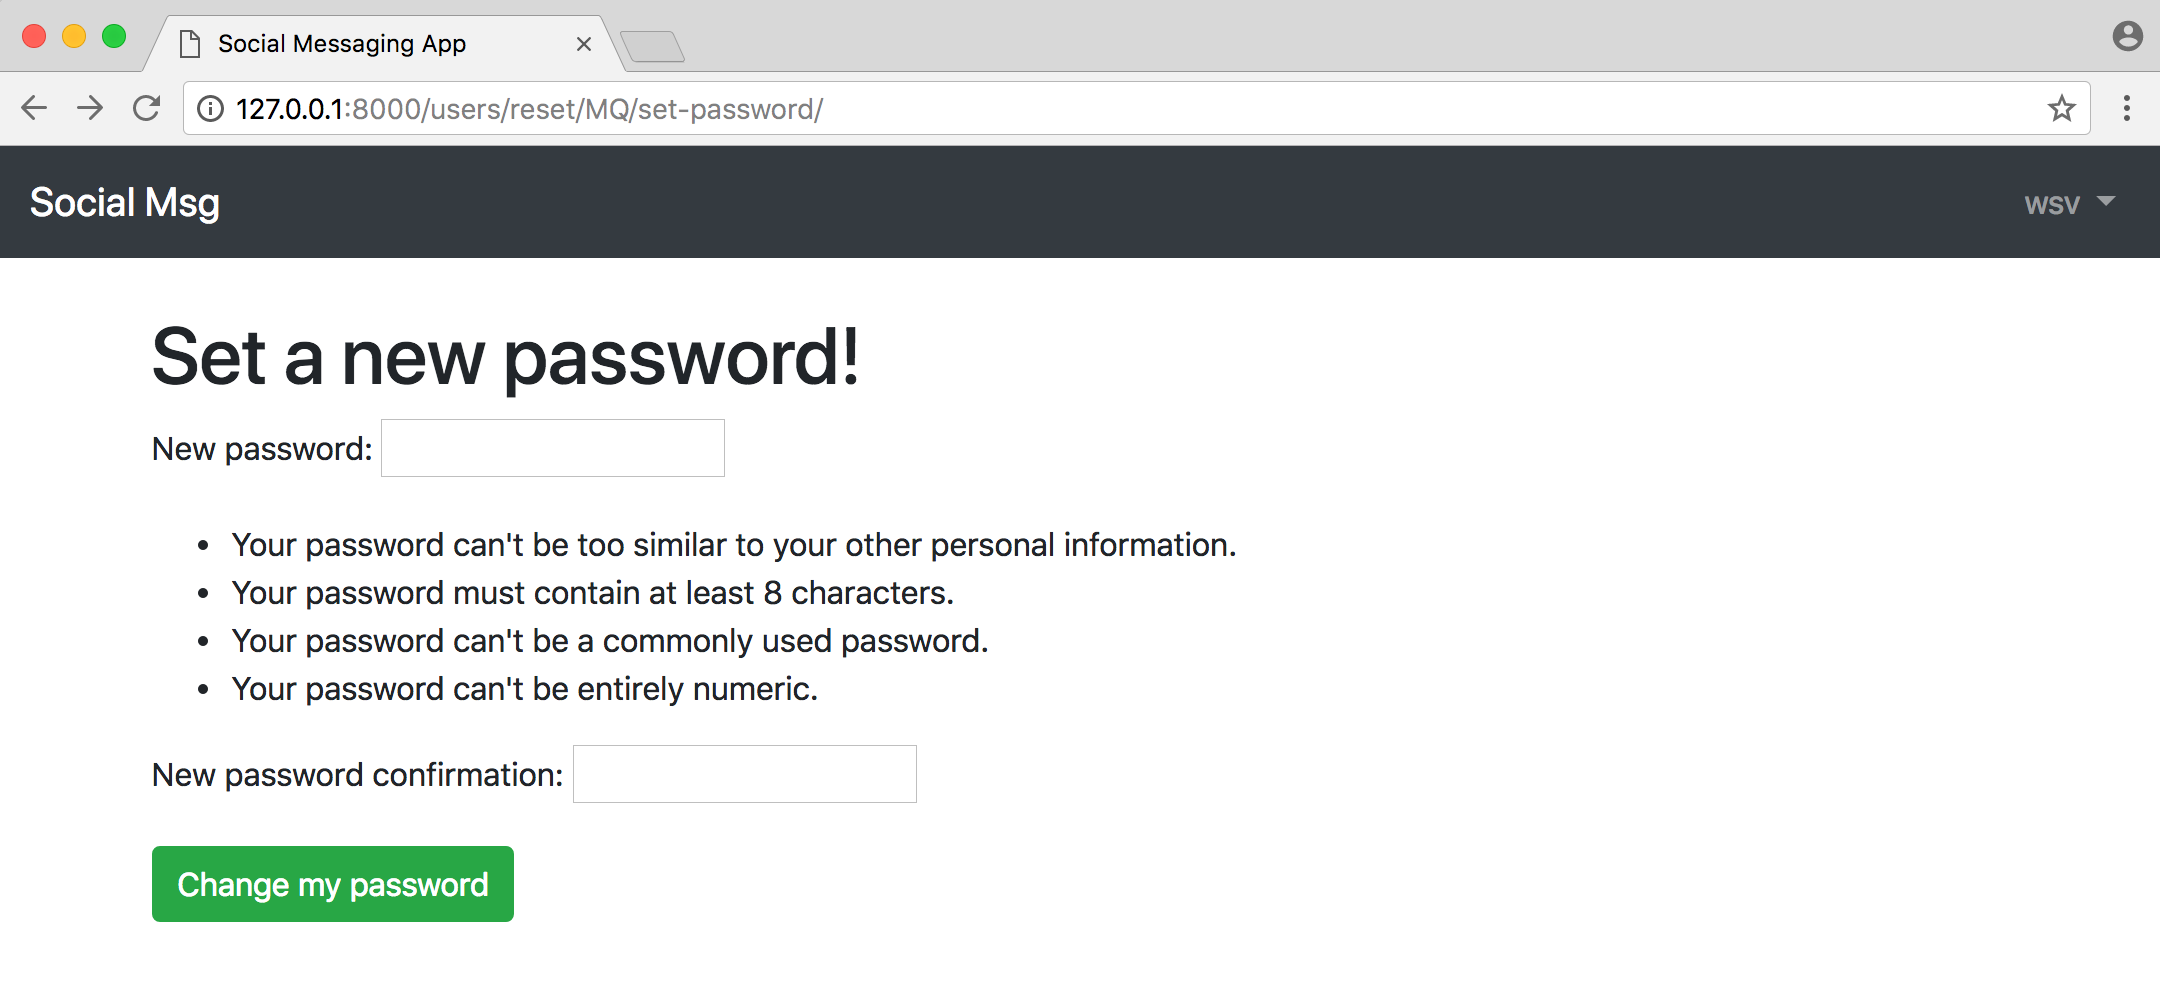 Social Messaging App
127.0.0.1:8000/users/reset/MQ/set-password/
Social Msg
wsv
Set a new password!
New password:
Your password can't be too similar to your other personal information.
Your password must contain at least 8 characters.
Your password can't be a commonly used password.
Your password can't be entirely numeric.
New password confirmation:
Change my password